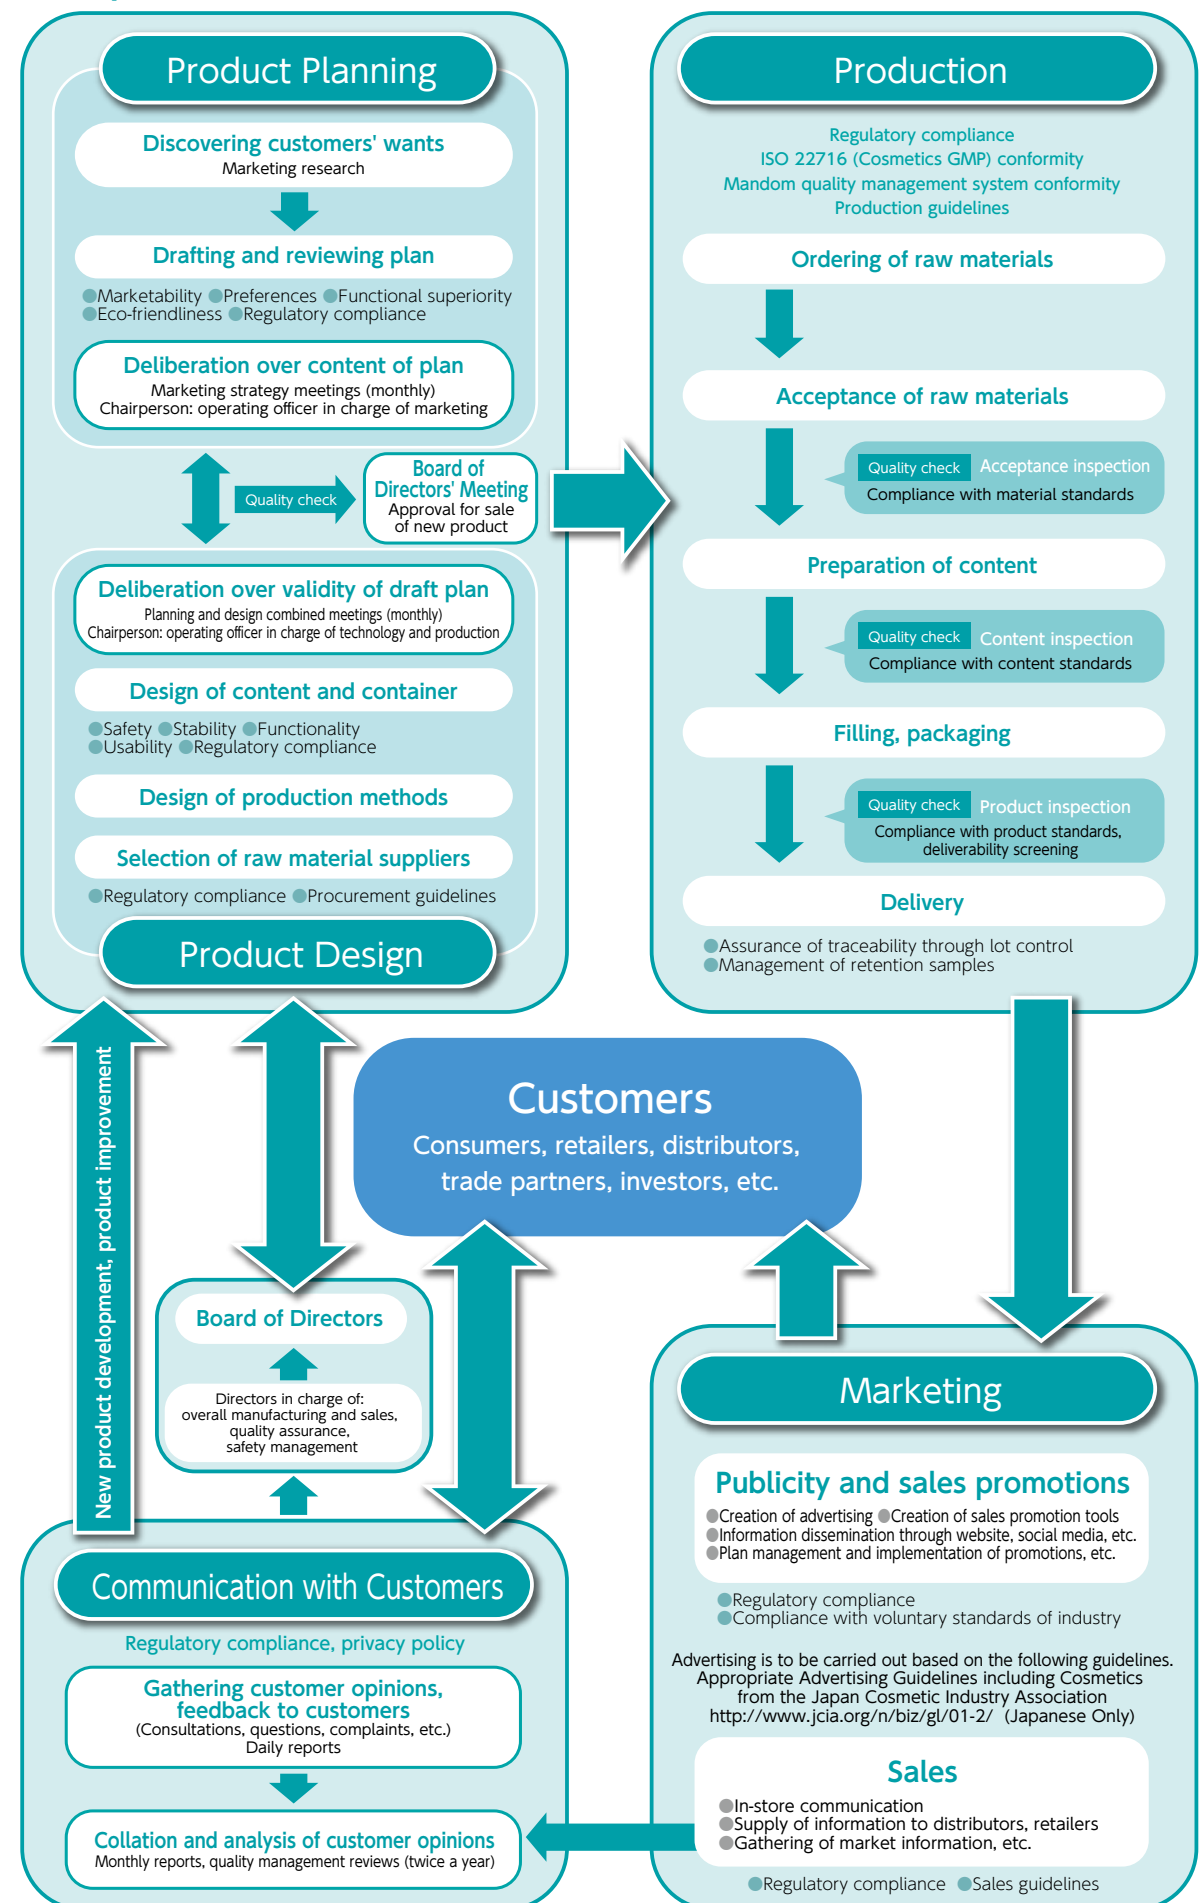 Product Planning
Discovering customers' wants
Marketing research
Drafting and reviewing plan
●Marketability ●Preferences ●Functional superiority
●Eco-friendliness ●Regulatory compliance
Deliberation over content of plan
Marketing strategy meetings (monthly)
Chairperson: operating officer in charge of marketing
Quality check
Board of
Directors' Meeting
Approval for sale
of new product
Deliberation over validity of draft plan
Planning and design combined meetings (monthly)
Chairperson: operating officer in charge of technology and production
Design of content and container
●Safety ●Stability ●Functionality
●Usability ●Regulatory compliance
Design of production methods
Selection of raw material suppliers
●Regulatory compliance ●Procurement guidelines
Product Design
Production
Regulatory compliance
ISO 22716 (Cosmetics GMP) conformity
Mandom quality management system conformity
Production guidelines
Ordering of raw materials
Acceptance of raw materials
Quality check Acceptance inspection
Compliance with material standards
Preparation of content
Quality check Content inspection
Compliance with content standards
Filling, packaging
Quality check Product inspection
Compliance with product standards,
deliverability screening
Delivery
●Assurance of traceability through lot control
●Management of retention samples
Customers
Consumers, retailers, distributors,
trade partners, investors, etc.
New product development, product improvement
Board of Directors
Directors in charge of:
overall manufacturing and sales,
quality assurance,
safety management
Communication with Customers
Regulatory compliance, privacy policy
Gathering customer opinions,
feedback to customers
(Consultations, questions, complaints, etc.)
Daily reports
Collation and analysis of customer opinions
Monthly reports, quality management reviews (twice a year)
Marketing
Publicity and sales promotions
●Creation of advertising ●Creation of sales promotion tools
●Information dissemination through website, social media, etc.
●Plan management and implementation of promotions, etc.
●Regulatory compliance
●Compliance with voluntary standards of industry
Advertising is to be carried out based on the following guidelines.
Appropriate Advertising Guidelines including Cosmetics
from the Japan Cosmetic Industry Association
http://www.jcia.org/n/biz/gl/01-2/ (Japanese Only)
Sales
●In-store communication
●Supply of information to distributors, retailers
●Gathering of market information, etc.
●Regulatory compliance ●Sales guidelines